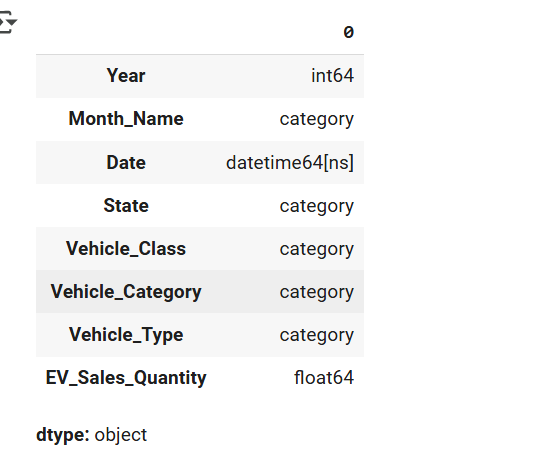 0
Year int64
Month_Name category
Date datetime64[ns]
State category
Vehicle_Class category
Vehicle_Category category
Vehicle_Type category
EV_Sales_Quantity float64
dtype: object